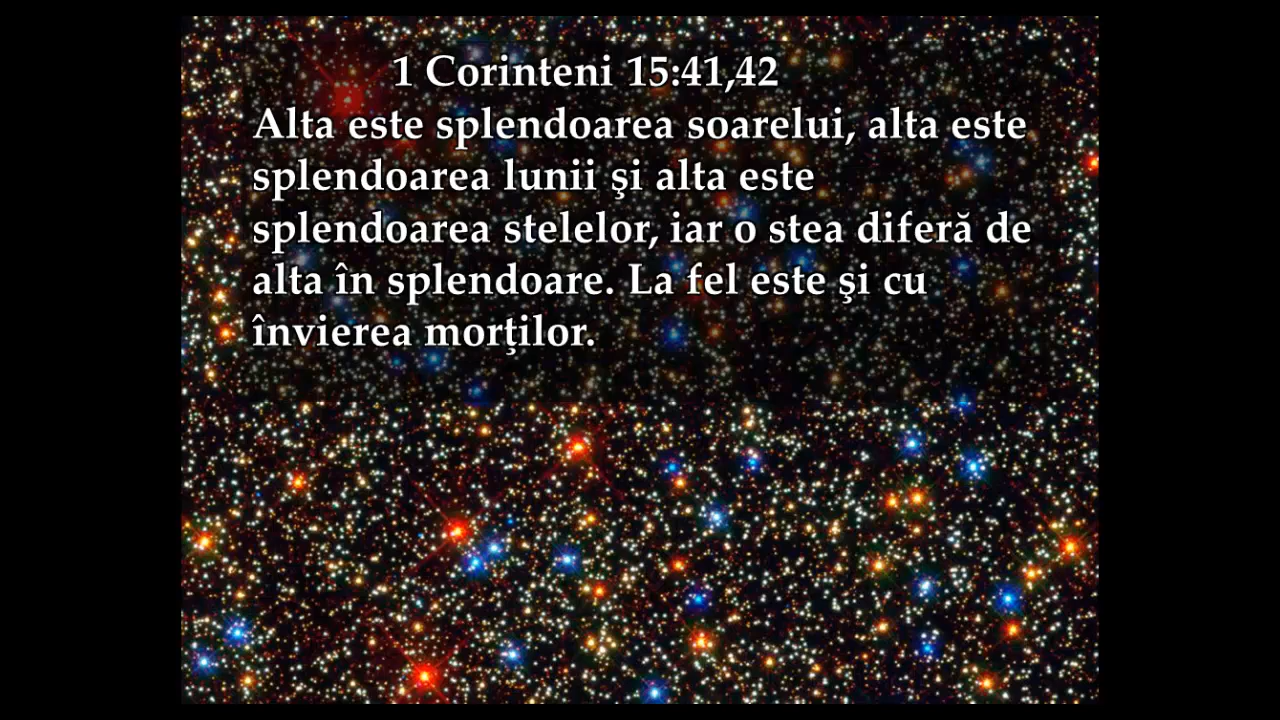 1 Corinteni 15:41,42
Alta este splendoarea soarelui, alta este
splendoarea lunii şi alta este
splendoarea stelelor, iar o stea diferă de
alta în splendoare. La fel este şi cu
învierea morţilor.